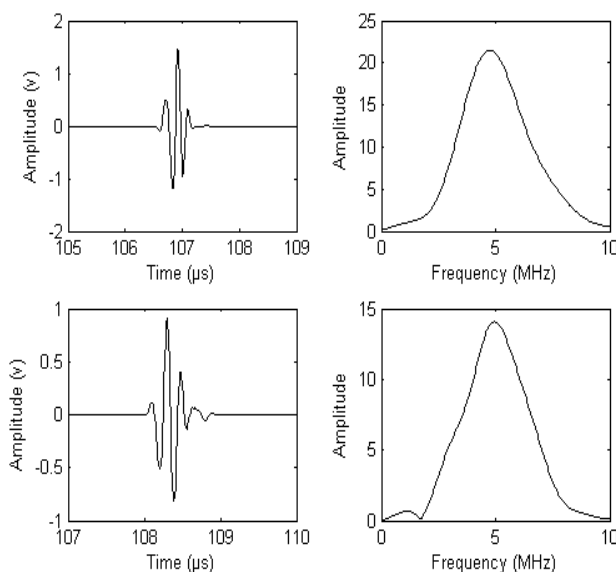 2
1
0
-1
-2
105 106 107 108 109
Amplitude (v)
Time (µs)
25
20
15
10
5
0
0 5 10
Amplitude
Frequency (MHz)
1
0.5
0
-0.5
-1
107 108 109 110
Amplitude (v)
Time (µs)
15
10
5
0
0 5 10
Amplitude
Frequency (MHz)